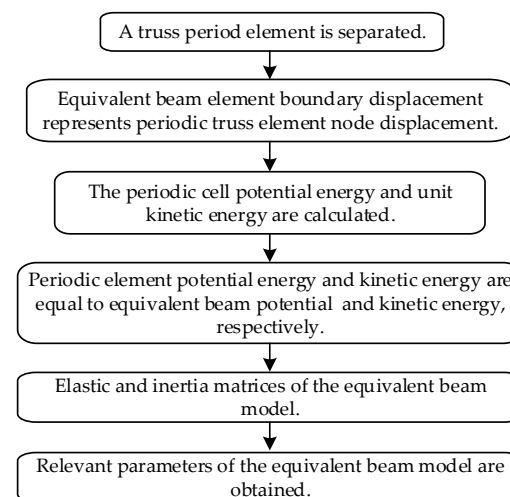 A truss period element is separated.
Equivalent beam element boundary displacement
represents periodic truss element node displacement.
The periodic cell potential energy and unit
kinetic energy are calculated.
Periodic element potential energy and kinetic energy are
equal to equivalent beam potential and kinetic energy,
respectively.
Elastic and inertia matrices of the equivalent beam
model.
Relevant parameters of the equivalent beam model are
obtained.